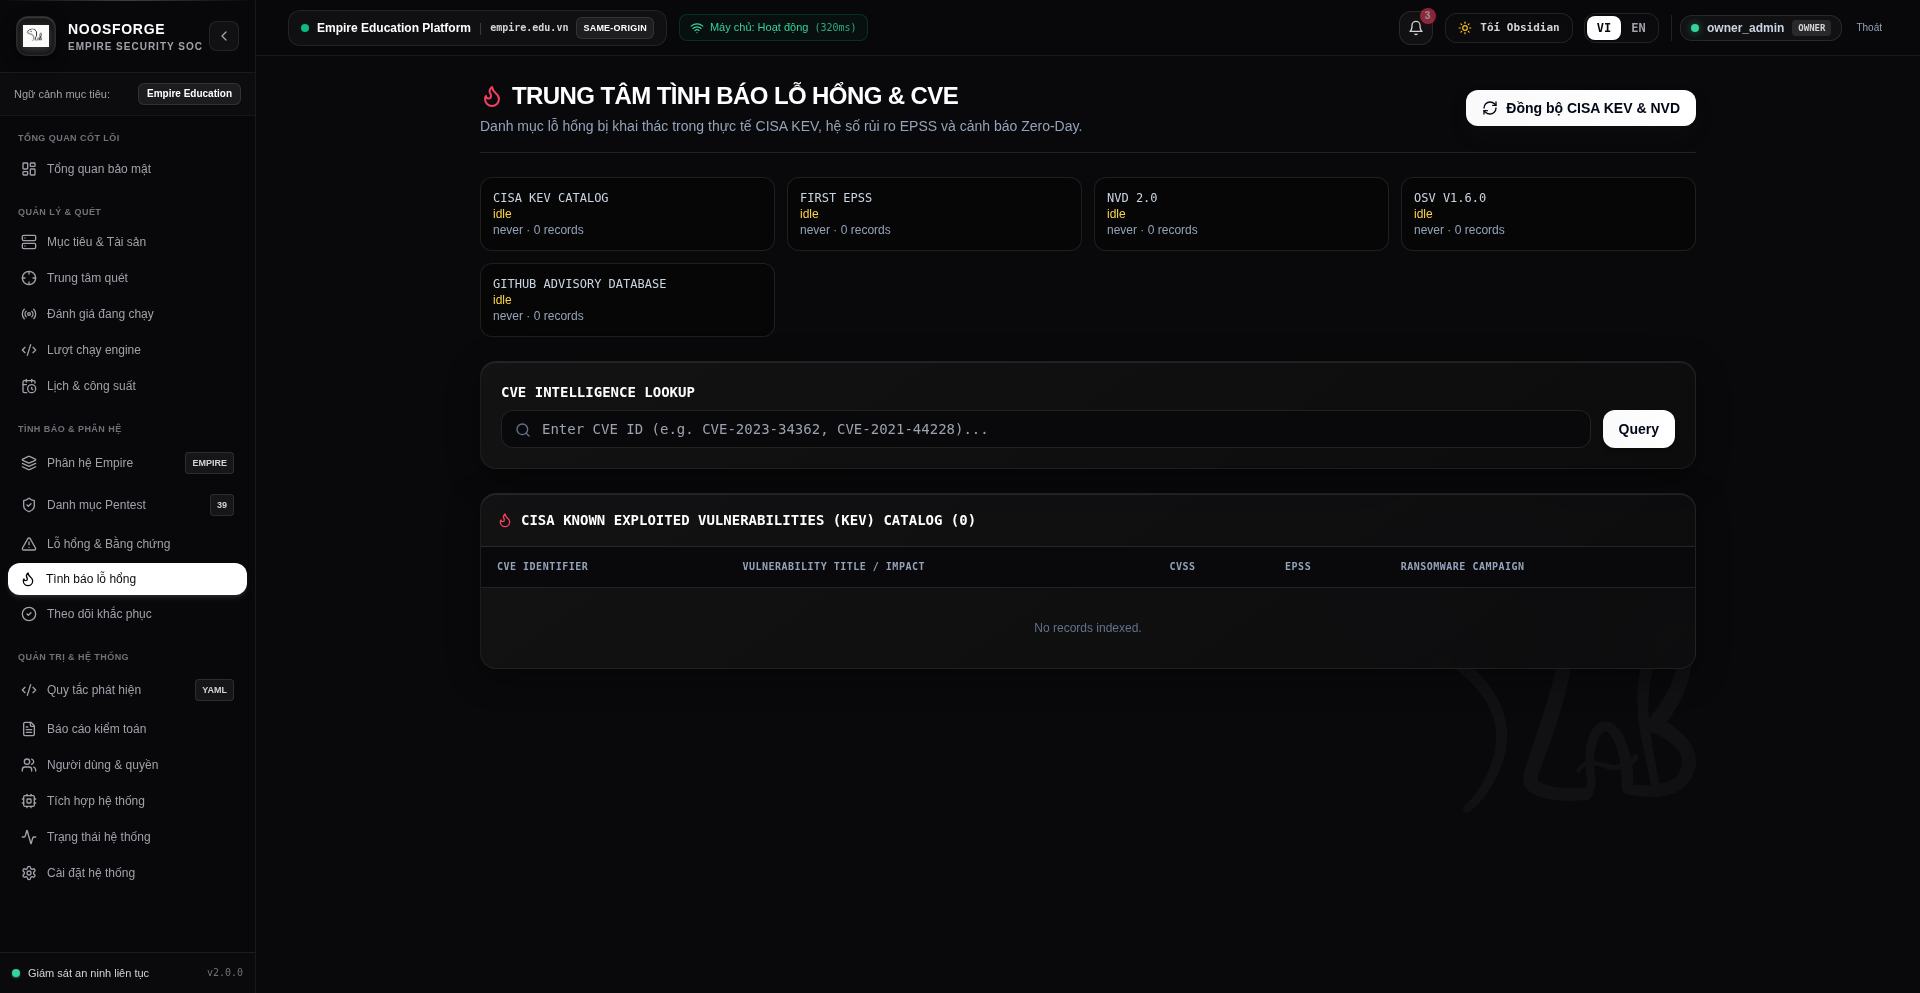 NOOSFORGE
EMPIRE SECURITY SOC
Ngữ cảnh mục tiêu:
Empire Education
TỔNG QUAN CỐT LÕI
Tổng quan bảo mật
QUẢN LÝ & QUÉT
Mục tiêu & Tài sản
Trung tâm quét
Đánh giá đang chạy
Lượt chạy engine
Lịch & công suất
TÌNH BÁO & PHÂN HỆ
Phân hệ Empire
EMPIRE
Danh mục Pentest
39
Lỗ hổng & Bằng chứng
Tình báo lỗ hổng
Theo dõi khắc phục
QUẢN TRỊ & HỆ THỐNG
Quy tắc phát hiện
YAML
Báo cáo kiểm toán
Người dùng & quyền
Tích hợp hệ thống
Trạng thái hệ thống
Cài đặt hệ thống
Giám sát an ninh liên tục
v2.0.0
Empire Education Platform | empire.edu.vn SAME-ORIGIN
Máy chủ: Hoạt động (320ms)
3
Tối Obsidian
VI EN
owner_admin OWNER
Thoát
TRUNG TÂM TÌNH BÁO LỖ HỔNG & CVE
Danh mục lỗ hổng bị khai thác trong thực tế CISA KEV, hệ số rủi ro EPSS và cảnh báo Zero-Day.
Đồng bộ CISA KEV & NVD
CISA KEV CATALOG
idle
never · 0 records
FIRST EPSS
idle
never · 0 records
NVD 2.0
idle
never · 0 records
OSV V1.6.0
idle
never · 0 records
GITHUB ADVISORY DATABASE
idle
never · 0 records
CVE INTELLIGENCE LOOKUP
Enter CVE ID (e.g. CVE-2023-34362, CVE-2021-44228)...
Query
CISA KNOWN EXPLOITED VULNERABILITIES (KEV) CATALOG (0)
CVE IDENTIFIER VULNERABILITY TITLE / IMPACT CVSS EPSS RANSOMWARE CAMPAIGN
No records indexed.
LAB